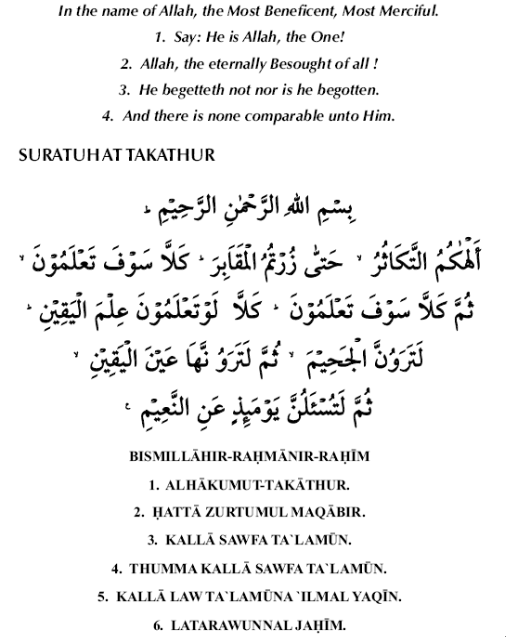 In the name of Allah, the Most Beneficent, Most Merciful.
1. Say: He is Allah, the One!
2. Allah, the eternally Besought of all !
3. He begetteth not nor is he begotten.
4. And there is none comparable unto Him.
SURATUH AT TAKATHUR
بِسْمِ اللهِ الرَّحْمٰنِ الرَّحِيْمِ ۔
أَلْهٰكُمُ التَّكَاثُرُ ۙ حَتّٰى زُرْتُمُ الْمَقَابِرَ ۔ كَلَّا سَوْفَ تَعْلَمُوْنَ ۙ
ثُمَّ كَلَّا سَوْفَ تَعْلَمُوْنَ ۔ كَلَّا لَوْتَعْلَمُوْنَ عِلْمَ الْيَقِيْنِ ۔
لَتَرَوُنَّ الْجَحِيْمَ ۙ ثُمَّ لَتَرَوُ نَّهَا عَيْنَ الْيَقِيْنِ ۙ
ثُمَّ لَتُسْئَلُنَّ يَوْمَئِذٍ عَنِ النَّعِيْمِ ۔
BISMILLĀHIR-RAḤMĀNIR-RAḤĪM
1. ALHĀKUMUT-TAKĀTHUR.
2. ḤATTĀ ZURTUMUL MAQĀBIR.
3. KALLĀ SAWFA TA`LAMŪN.
4. THUMMA KALLĀ SAWFA TA`LAMŪN.
5. KALLĀ LAW TA`LAMŪNA `ILMAL YAQĪN.
6. LATARAWUNNAL JAḤĪM.